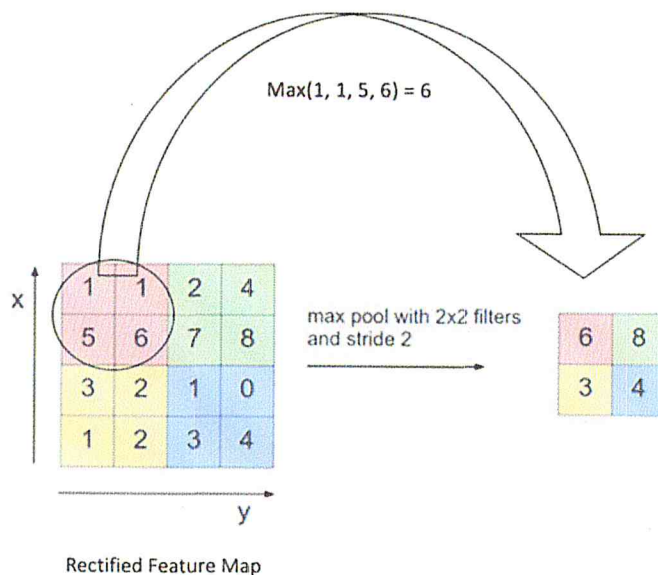 Max(1, 1, 5, 6) = 6
x
1 1 2 4
5 6 7 8
3 2 1 0
1 2 3 4
y
max pool with 2x2 filters
and stride 2
6 8
3 4
Rectified Feature Map